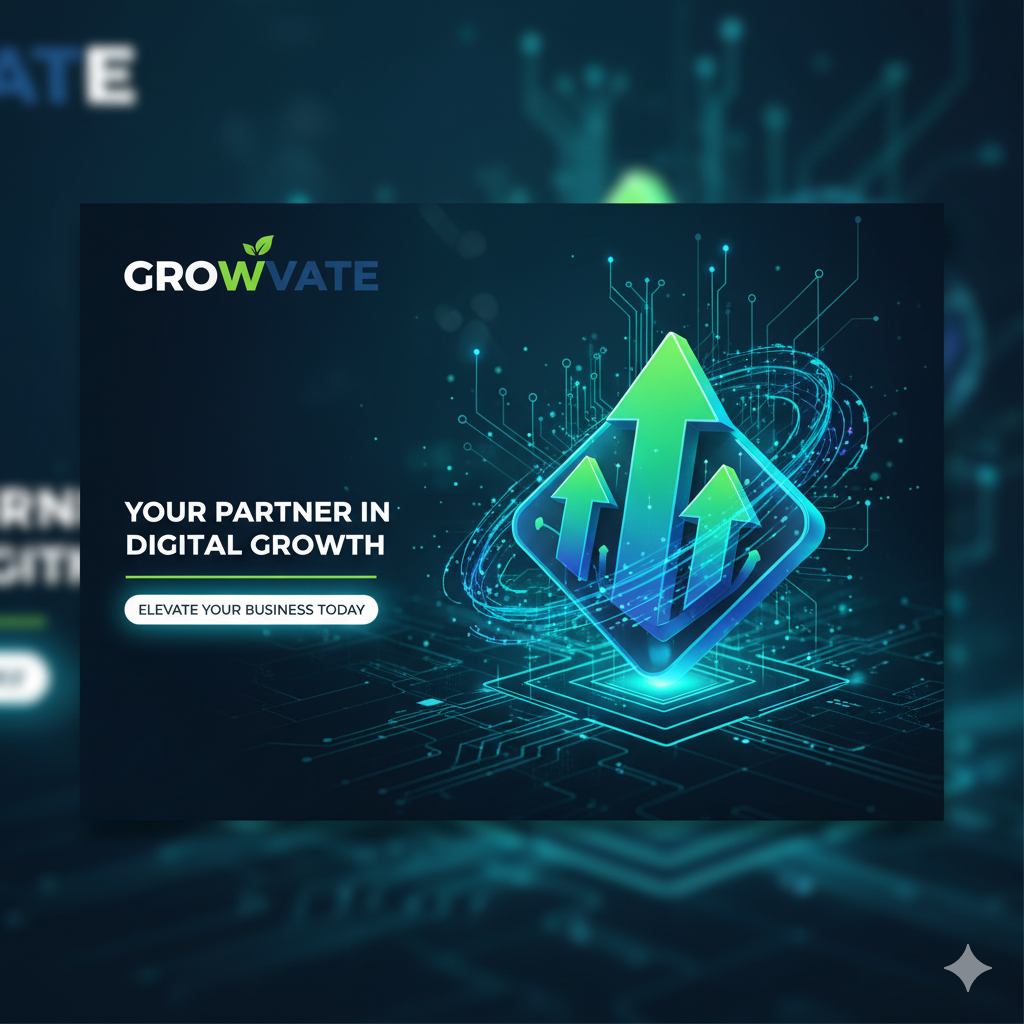 GROWVATE
YOUR PARTNER IN
DIGITAL GROWTH
ELEVATE YOUR BUSINESS TODAY